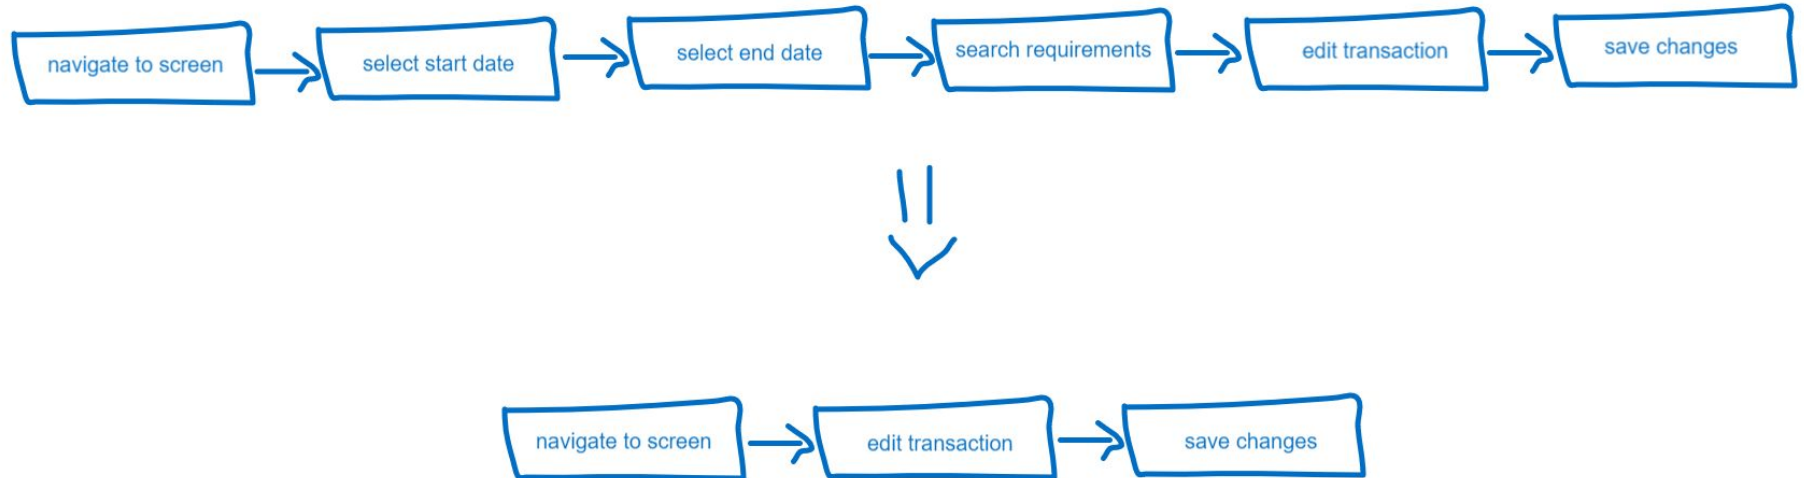 navigate to screen
select start date
select end date
search requirements
edit transaction
save changes
navigate to screen
edit transaction
save changes